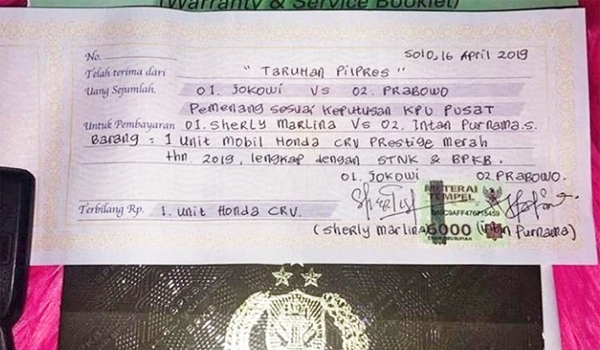 (Warranty & Service Booklet)
Solo, 16 April 2019
No.
Telah terima dari "TARUHAN PILPRES"
Uang Sejumlah. 01. JOKOWI VS 02. PRABOWO
Pemenang sesuai keputusan KPU PUSAT
Untuk Pembayaran 01. Sherly Marlina VS 02. Intan Purnama.S.
Barang = 1 Unit Mobil Honda CRV Prestige Merah
thn 2019, lengkap dengan STNK & BPKB.
01. JOKOWI 02. PRABOWO.
METERAI
TEMPEL
Terbilang Rp. 1 Unit Honda CRV.
6000
(sherly marlina) (intan Purnama)